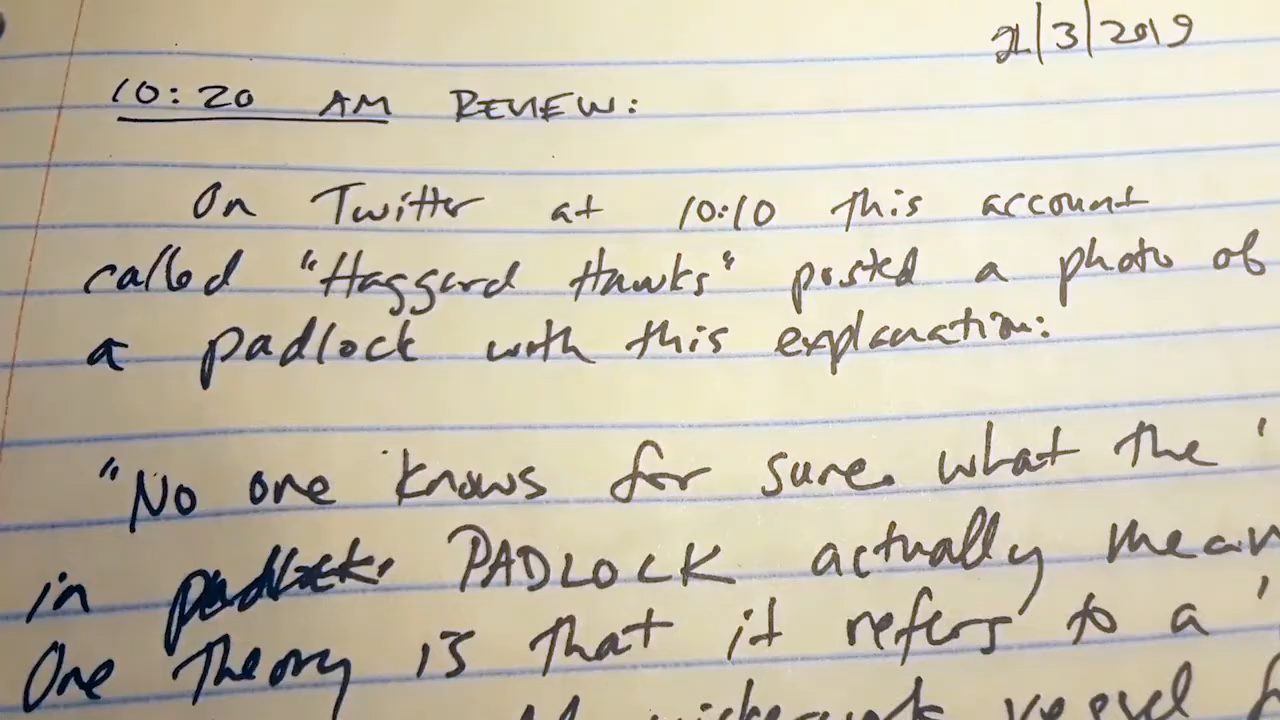 2/3/2019
10:20 AM REVIEW:
On Twitter at 10:10 this account
called "Haggard Hawks" posted a photo of
a padlock with this explanation:
"No one knows for sure what the '
in padlock PADLOCK actually mean
One theory is that it refers to a '
vessel